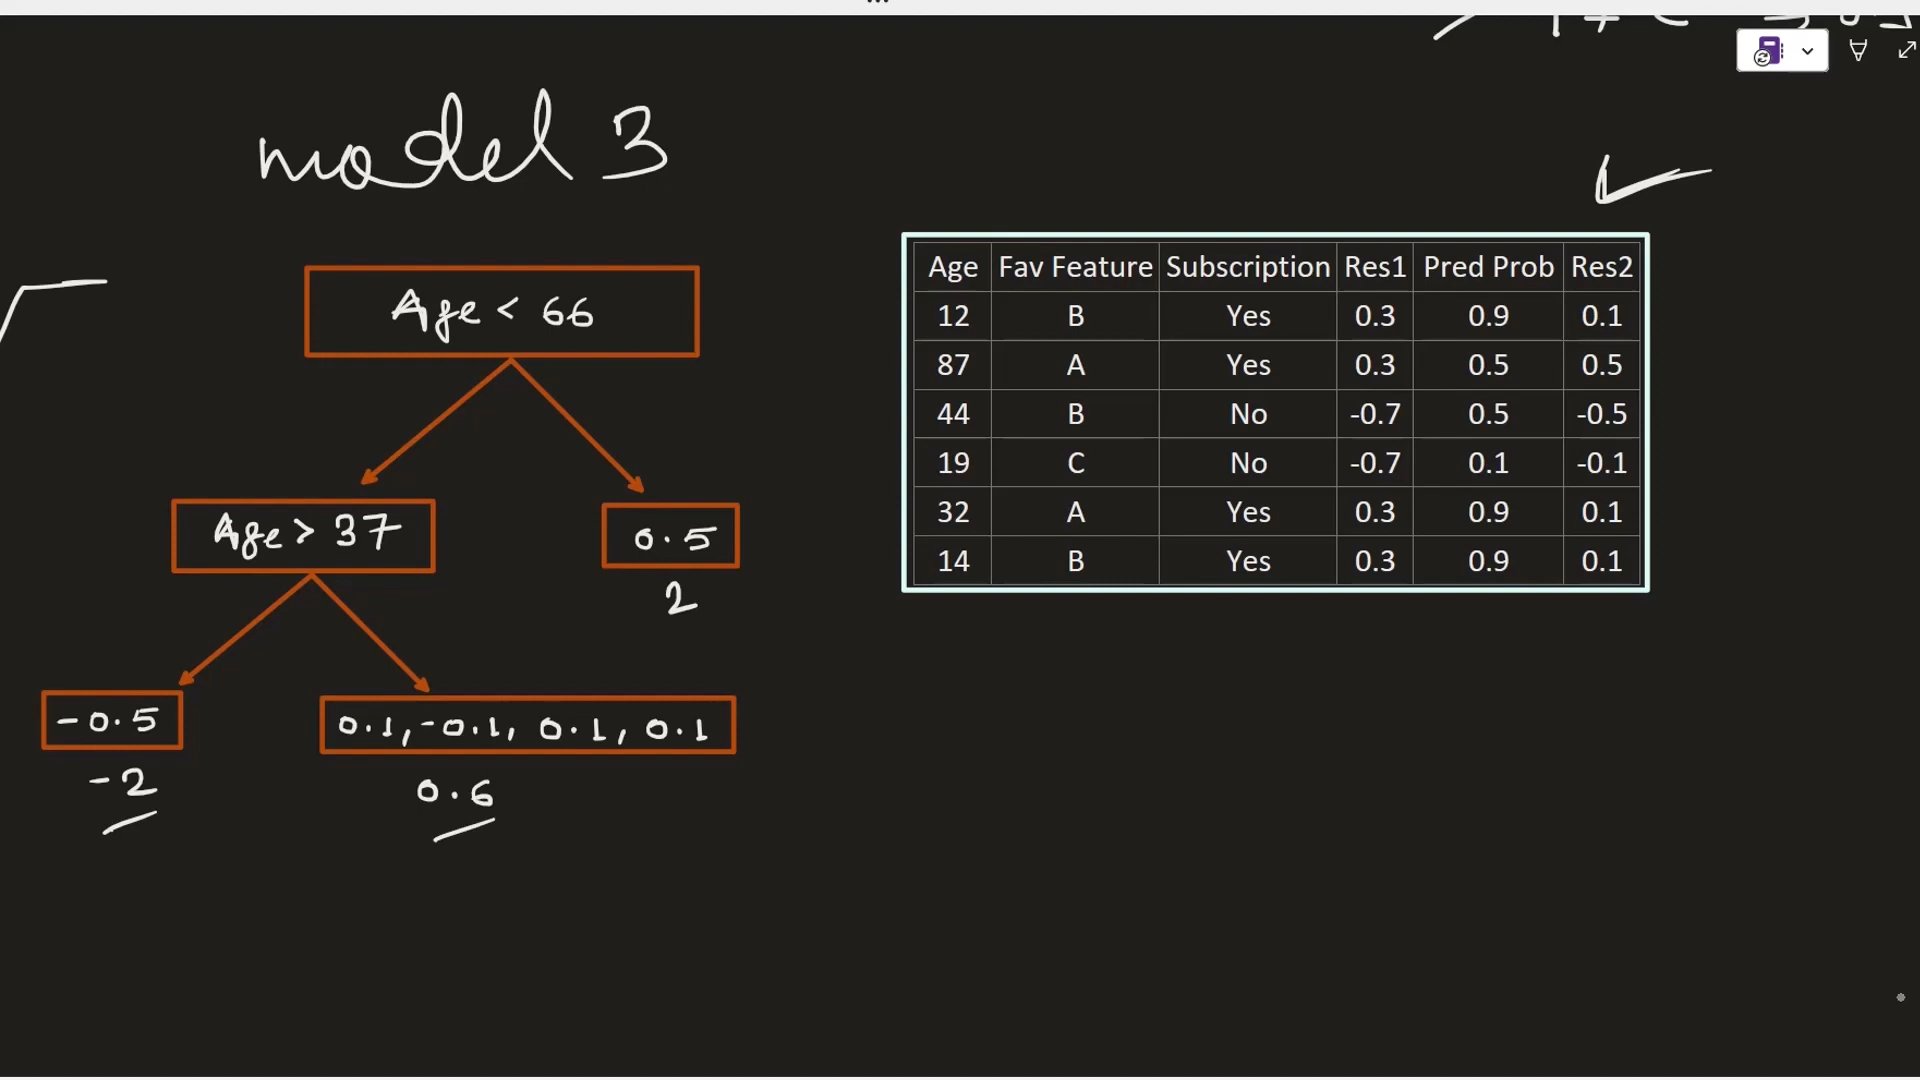 model 3
Age < 66
Age > 37
0.5
2
-0.5
0.1, -0.1, 0.1, 0.1
-2
0.6
Age Fav Feature Subscription Res1 Pred Prob Res2
12 B Yes 0.3 0.9 0.1
87 A Yes 0.3 0.5 0.5
44 B No -0.7 0.5 -0.5
19 C No -0.7 0.1 -0.1
32 A Yes 0.3 0.9 0.1
14 B Yes 0.3 0.9 0.1